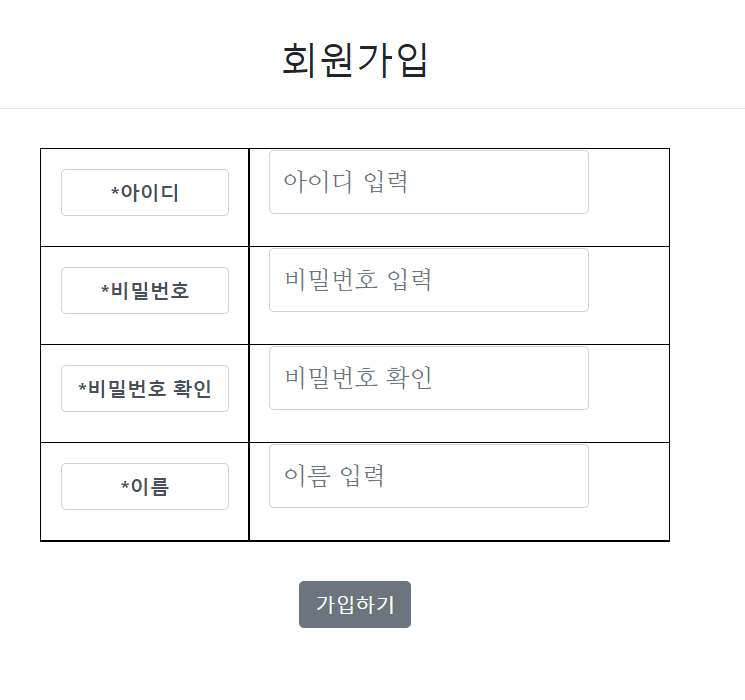 회원가입
*아이디
아이디 입력
*비밀번호
비밀번호 입력
*비밀번호 확인
비밀번호 확인
*이름
이름 입력
가입하기